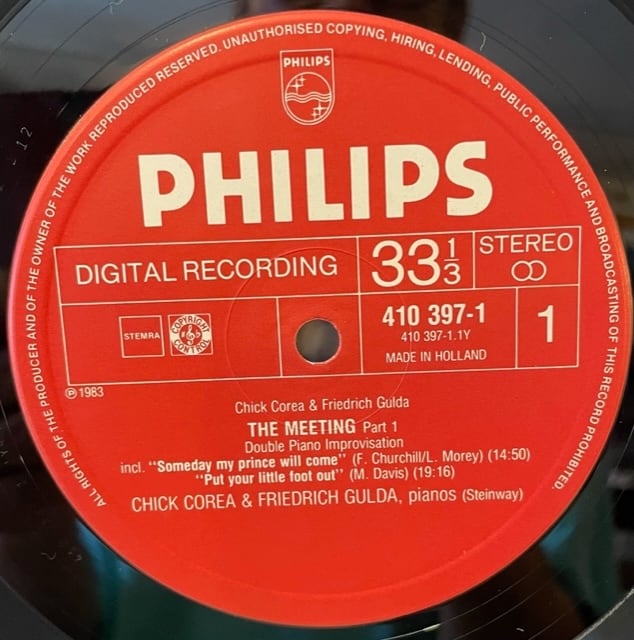 ALL RIGHTS OF THE PRODUCER AND OF THE OWNER OF THE WORK REPRODUCED RESERVED. UNAUTHORISED COPYING, HIRING, LENDING, PUBLIC PERFORMANCE AND BROADCASTING OF THIS RECORD PROHIBITED.
PHILIPS
PHILIPS
DIGITAL RECORDING
33 1/3
STEREO
STEMRA
COPYRIGHT CONTROL
410 397-1
410 397-1.1Y
MADE IN HOLLAND
1
℗ 1983
Chick Corea & Friedrich Gulda
THE MEETING Part 1
Double Piano Improvisation
incl. "Someday my prince will come" (F. Churchill/L. Morey) (14:50)
"Put your little foot out" (M. Davis) (19:16)
CHICK COREA & FRIEDRICH GULDA, pianos (Steinway)
12